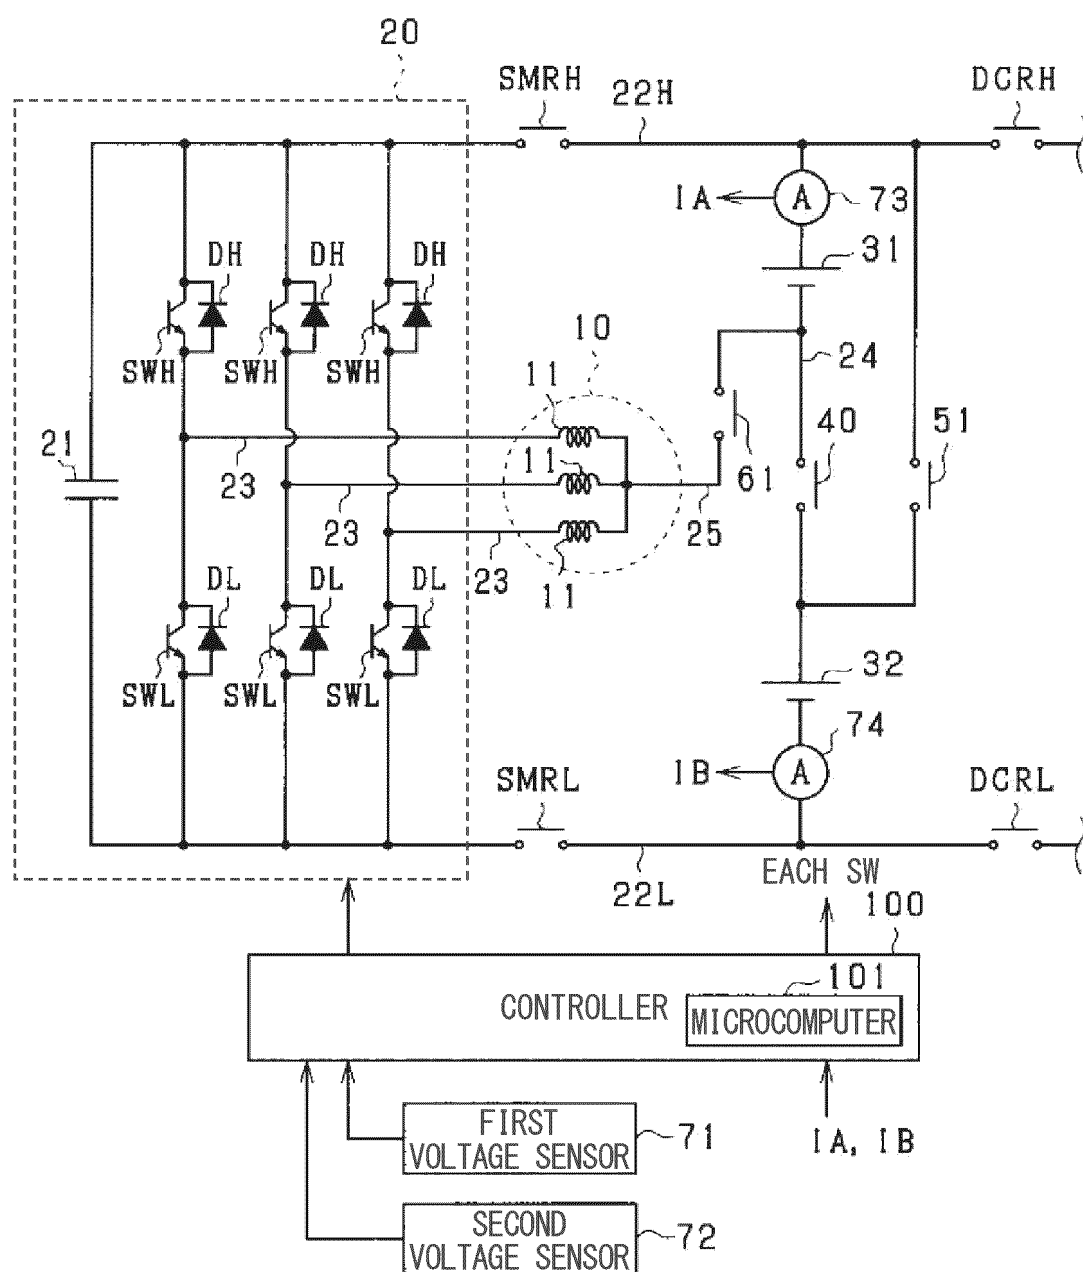 20
SMRH
22H
DCRH
IA
A
73
31
DH
DH
DH
10
24
SWH
SWH
SWH
11
40
51
21
23
11
61
23
25
23
11
DL
DL
DL
32
SWL
SWL
SWL
74
IB
A
SMRL
DCRL
22L
EACH SW
100
101
CONTROLLER
MICROCOMPUTER
FIRST
VOLTAGE SENSOR
71
IA, IB
SECOND
VOLTAGE SENSOR
72